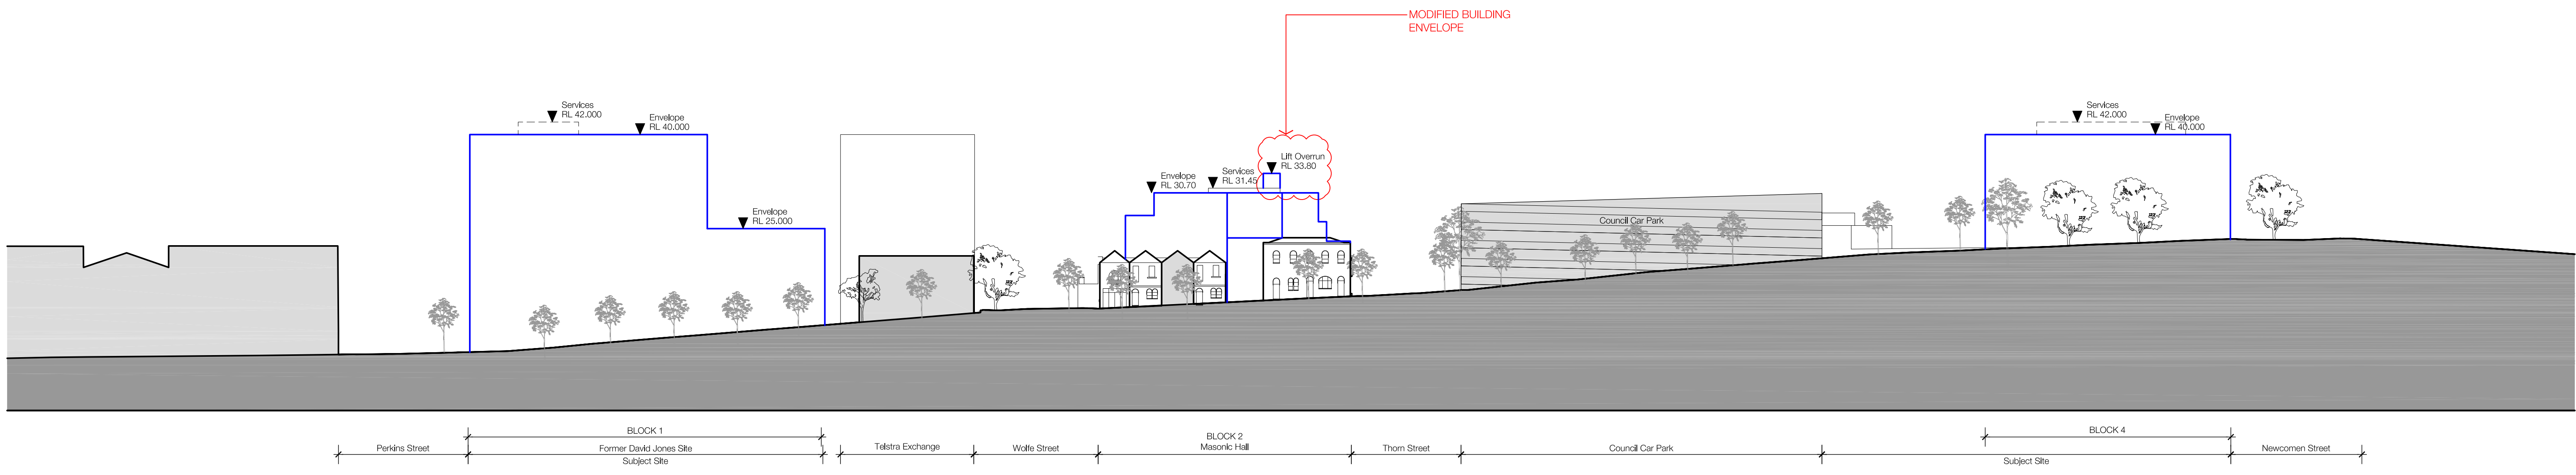 MODIFIED BUILDING
ENVELOPE
Services
RL 42.000
Envelope
RL 40.000
Envelope
RL 25.000
Envelope
RL 30.70
Services
RL 31.45
Lift Overrun
RL 33.80
Council Car Park
Services
RL 42.000
Envelope
RL 40.000
BLOCK 1
BLOCK 2
BLOCK 4
Perkins Street
Former David Jones Site
Telstra Exchange
Wolfe Street
Masonic Hall
Thorn Street
Council Car Park
Newcomen Street
Subject Site
Subject Site